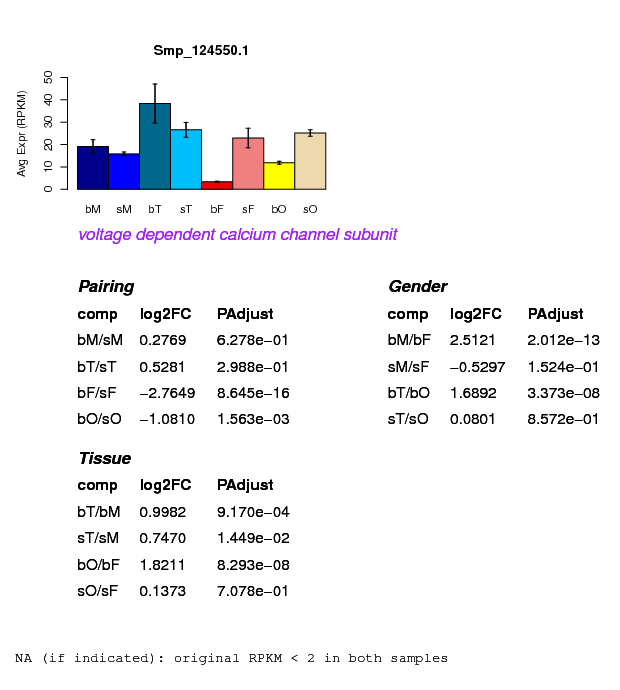 Smp_124550.1
Avg Expr (RPKM)
50
40
30
20
10
0
bM sM bT sT bF sF bO sO
voltage dependent calcium channel subunit
Pairing
comp log2FC PAdjust
bM/sM 0.2769 6.278e−01
bT/sT 0.5281 2.988e−01
bF/sF −2.7649 8.645e−16
bO/sO −1.0810 1.563e−03
Gender
comp log2FC PAdjust
bM/bF 2.5121 2.012e−13
sM/sF −0.5297 1.524e−01
bT/bO 1.6892 3.373e−08
sT/sO 0.0801 8.572e−01
Tissue
comp log2FC PAdjust
bT/bM 0.9982 9.170e−04
sT/sM 0.7470 1.449e−02
bO/bF 1.8211 8.293e−08
sO/sF 0.1373 7.078e−01
NA (if indicated): original RPKM < 2 in both samples